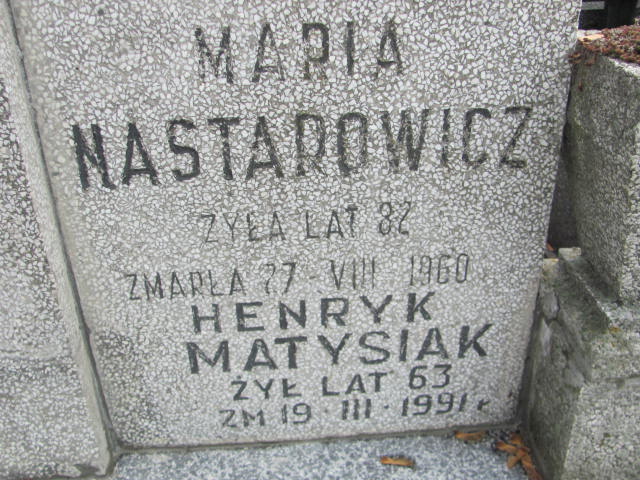 MARIA
NASTAROWICZ
ŻYŁA LAT 82
ZMARŁA 27-VIII 1960
HENRYK
MATYSIAK
ŻYŁ LAT 63
ZM 19·III·1991 r